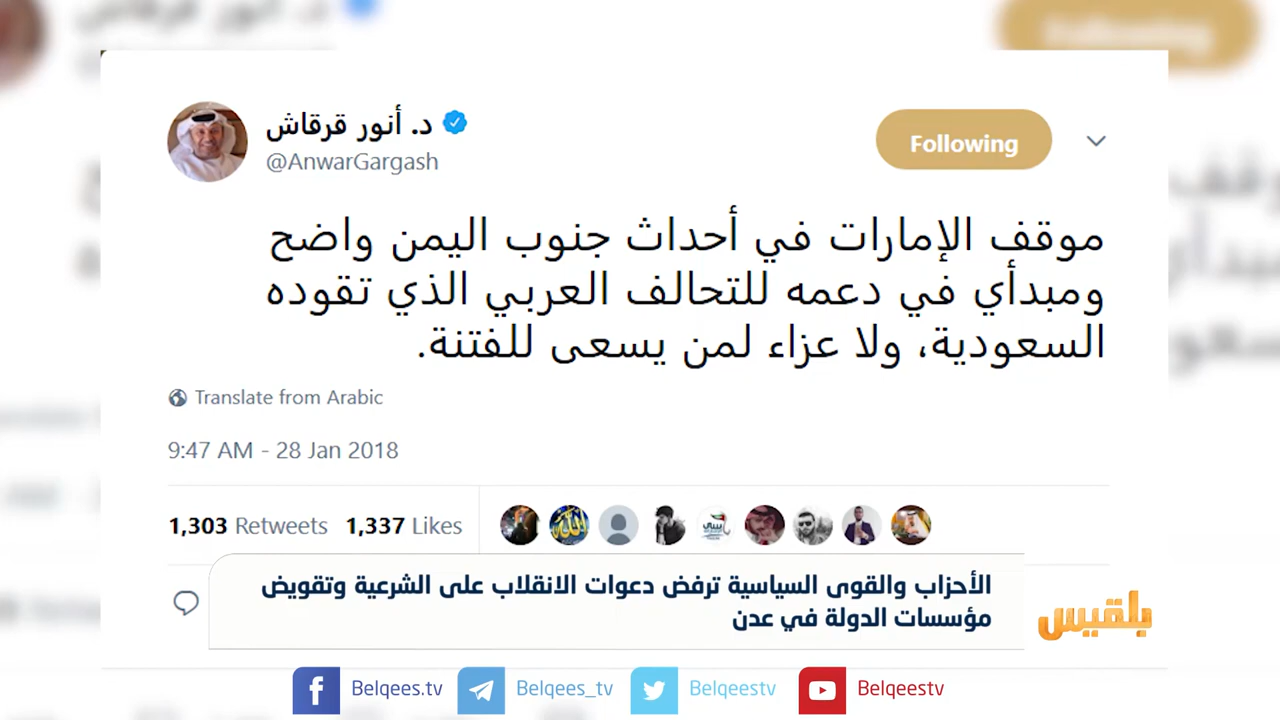 د. أنور قرقاش
@AnwarGargash
Following
موقف الإمارات في أحداث جنوب اليمن واضح
ومبدأي في دعمه للتحالف العربي الذي تقوده
السعودية، ولا عزاء لمن يسعى للفتنة.
Translate from Arabic
9:47 AM - 28 Jan 2018
1,303 Retweets 1,337 Likes
الأحزاب والقوى السياسية ترفض دعوات الانقلاب على الشرعية وتقويض
مؤسسات الدولة في عدن
بلقيس
Belqees.tv Belqees_tv Belqeestv Belqeestv